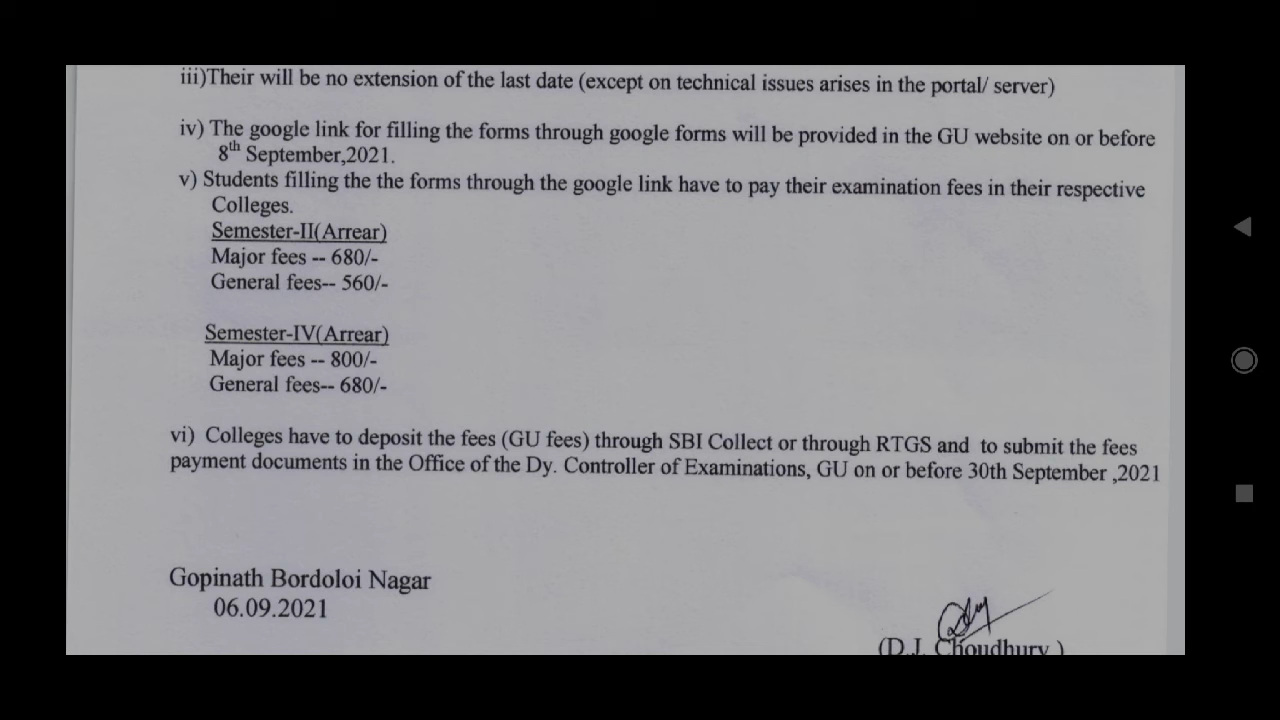 iii)Their will be no extension of the last date (except on technical issues arises in the portal/ server)
iv) The google link for filling the forms through google forms will be provided in the GU website on or before
8th September,2021.
v) Students filling the the forms through the google link have to pay their examination fees in their respective
Colleges.
Semester-II(Arrear)
Major fees -- 680/-
General fees-- 560/-
Semester-IV(Arrear)
Major fees -- 800/-
General fees-- 680/-
vi) Colleges have to deposit the fees (GU fees) through SBI Collect or through RTGS and to submit the fees
payment documents in the Office of the Dy. Controller of Examinations, GU on or before 30th September ,2021
Gopinath Bordoloi Nagar
06.09.2021
(D.J. Choudhury )